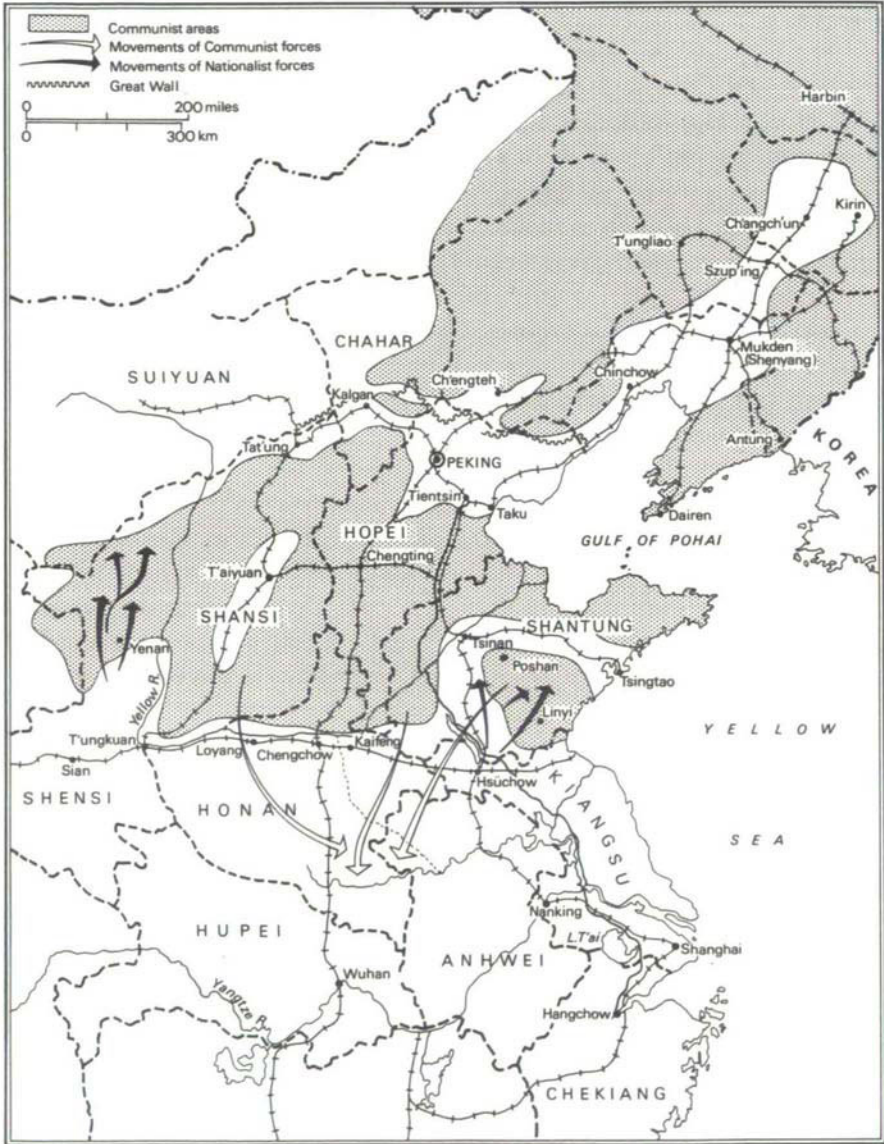 Communist areas
Movements of Communist forces
Movements of Nationalist forces
Great Wall
0 200 miles
0 300 km
Harbin
Kirin
Ch'angch'un
T'ungliao
Szup'ing
CHAHAR
Mukden
(Shenyang)
SUIYUAN
Ch'engteh
Chinchow
Kalgan
Antung
KOREA
Tat'ung
PEKING
Tientsin
Taku
Dairen
HOPEI
GULF OF POHAI
Chengting
T'aiyuan
SHANSI
SHANTUNG
Yenan
Tsinan
Poshan
Tsingtao
Linyi
Yellow R.
YELLOW
SEA
T'ungkuan
Loyang
Chengchow
Kaifeng
Sian
Hsüchow
SHENSI
HONAN
KIANGSU
Nanking
HUPEI
L.T'ai
Shanghai
ANHWEI
Wuhan
Yangtze R.
Hangchow
CHEKIANG